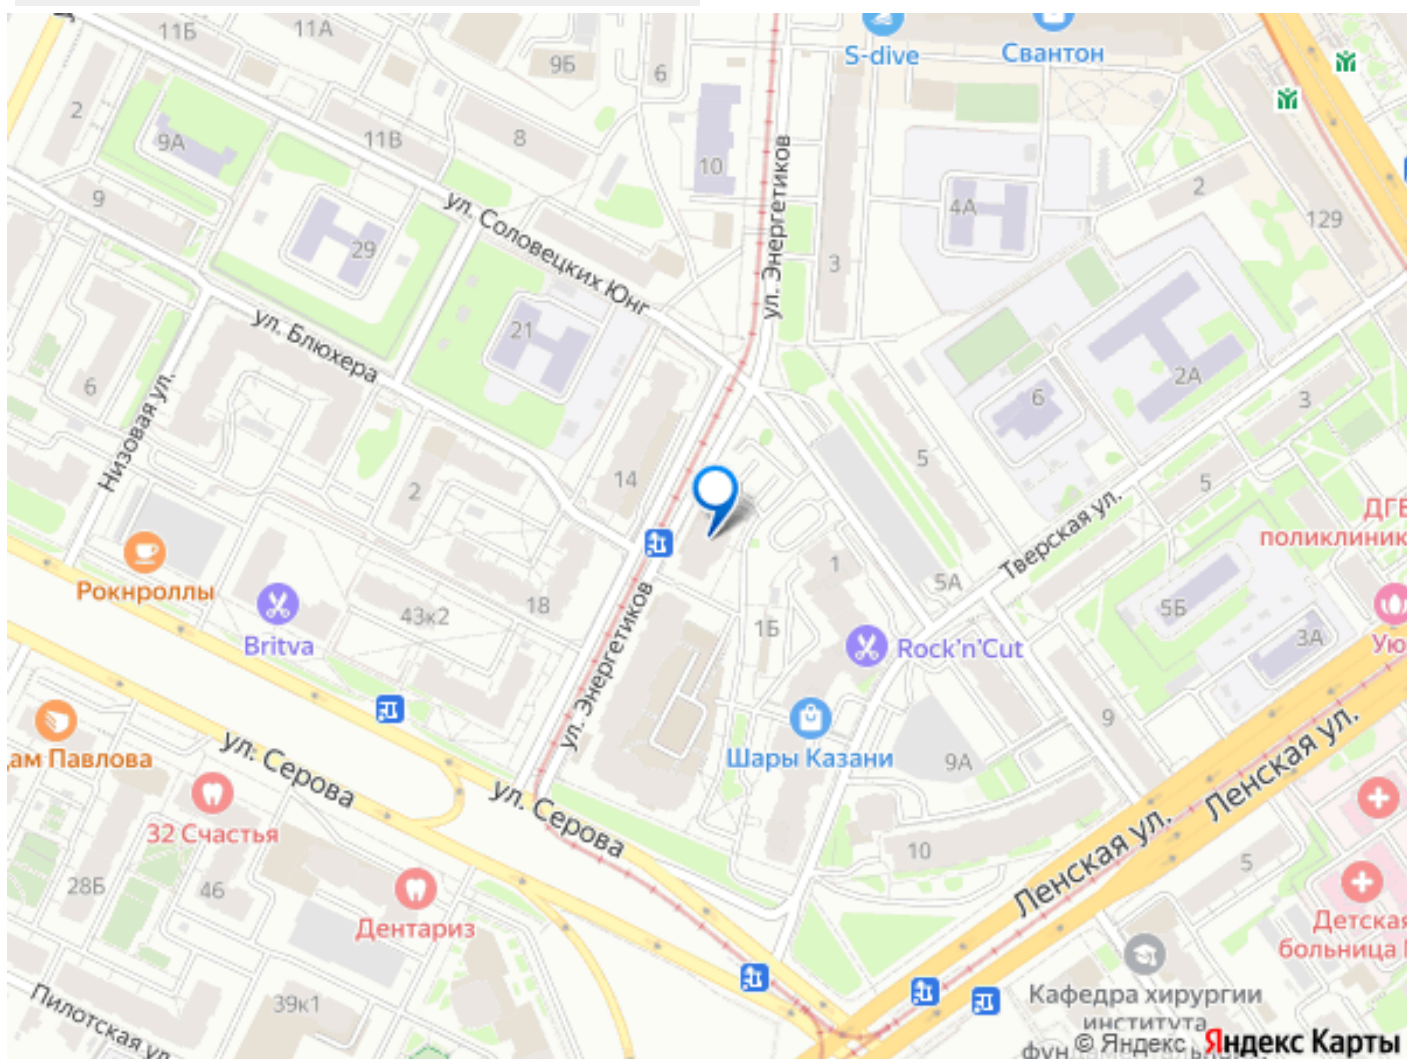 11Б
11А
9Б
6
S-dive
Свантон
2
9А
11В
8
10
ул. Энергетиков
4А
2
129
9
29
ул. Соловецких Юнг
3
21
ул. Блюхера
2А
6
6
3
Низовая ул.
2
14
5
5
Тверская ул.
ДГБ
поликлиник
Рокнроллы
43к2
18
1
5А
5Б
Britva
1Б
Rock'n'Cut
3А
Ую
ул. Энергетиков
9
ам Павлова
ул. Серова
Шары Казани
9А
Ленская ул.
32 Счастья
ул. Серова
10
Ленская ул.
5
28Б
46
Дентариз
Детская
больница
39к1
Кафедра хирургии
института
Пилотская ул
© Яндекс
Яндекс Карты